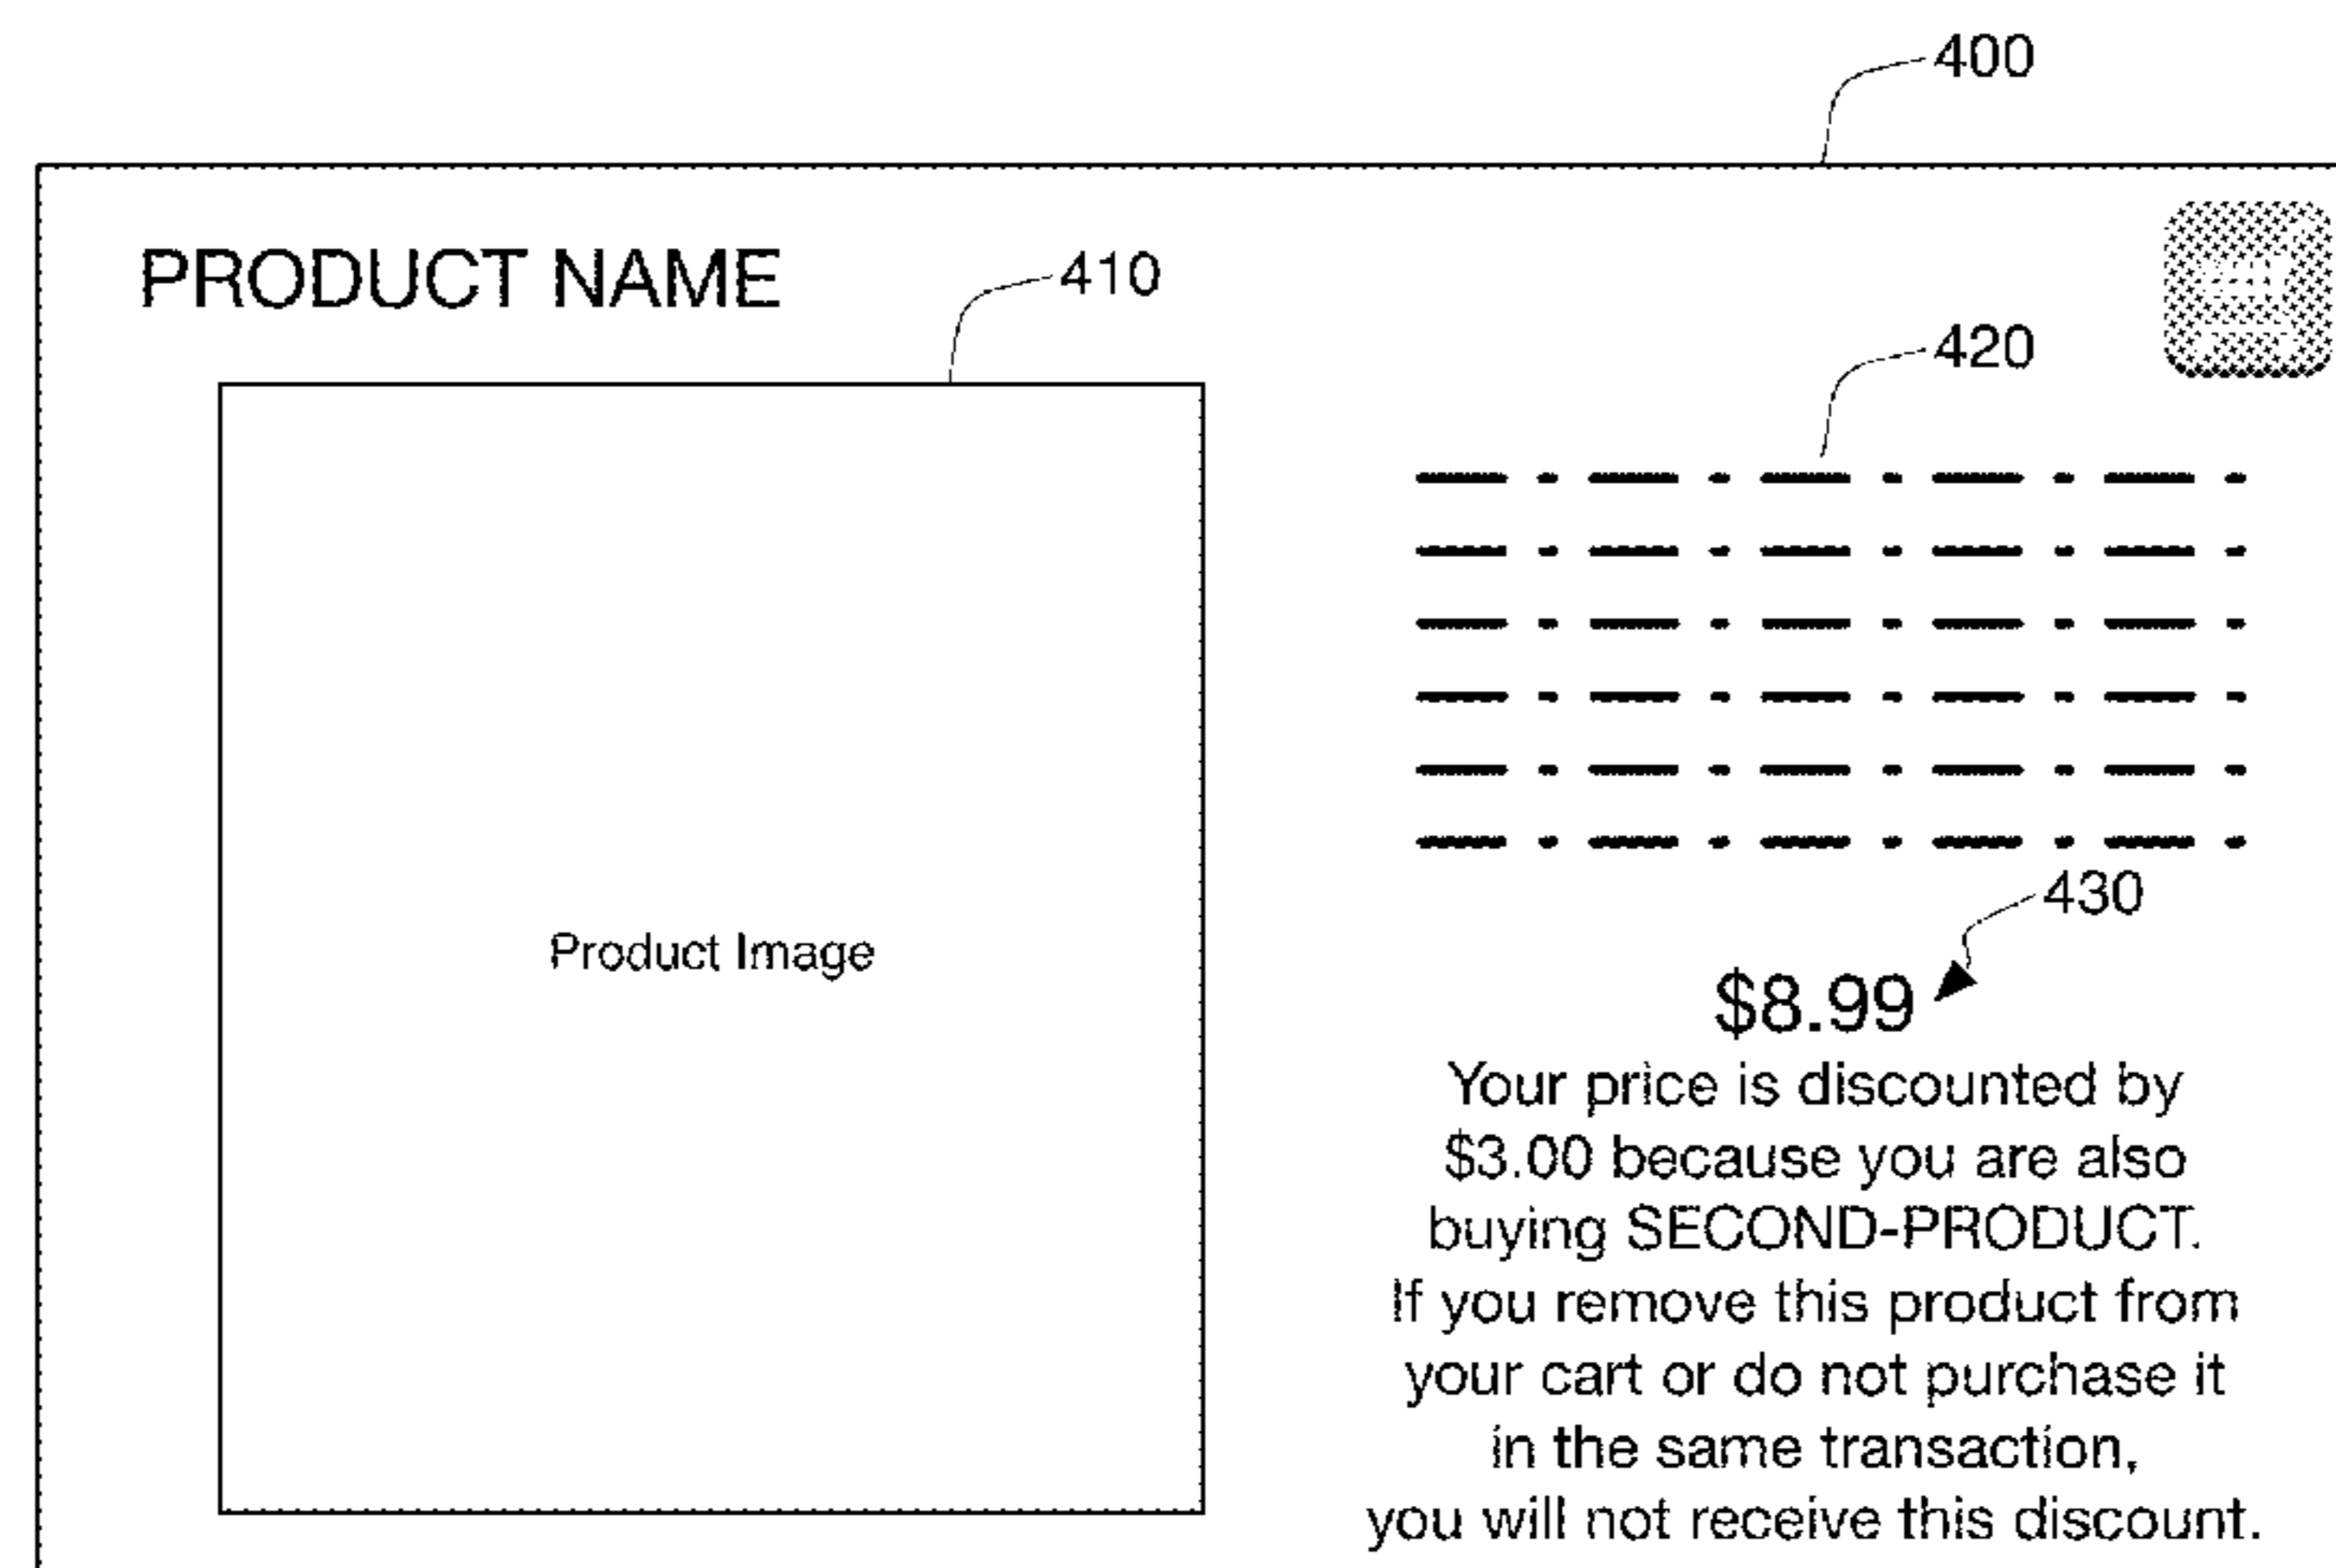 400
PRODUCT NAME
410
420
Product Image
430
$8.99
Your price is discounted by
$3.00 because you are also
buying SECOND-PRODUCT.
If you remove this product from
your cart or do not purchase it
in the same transaction,
you will not receive this discount.